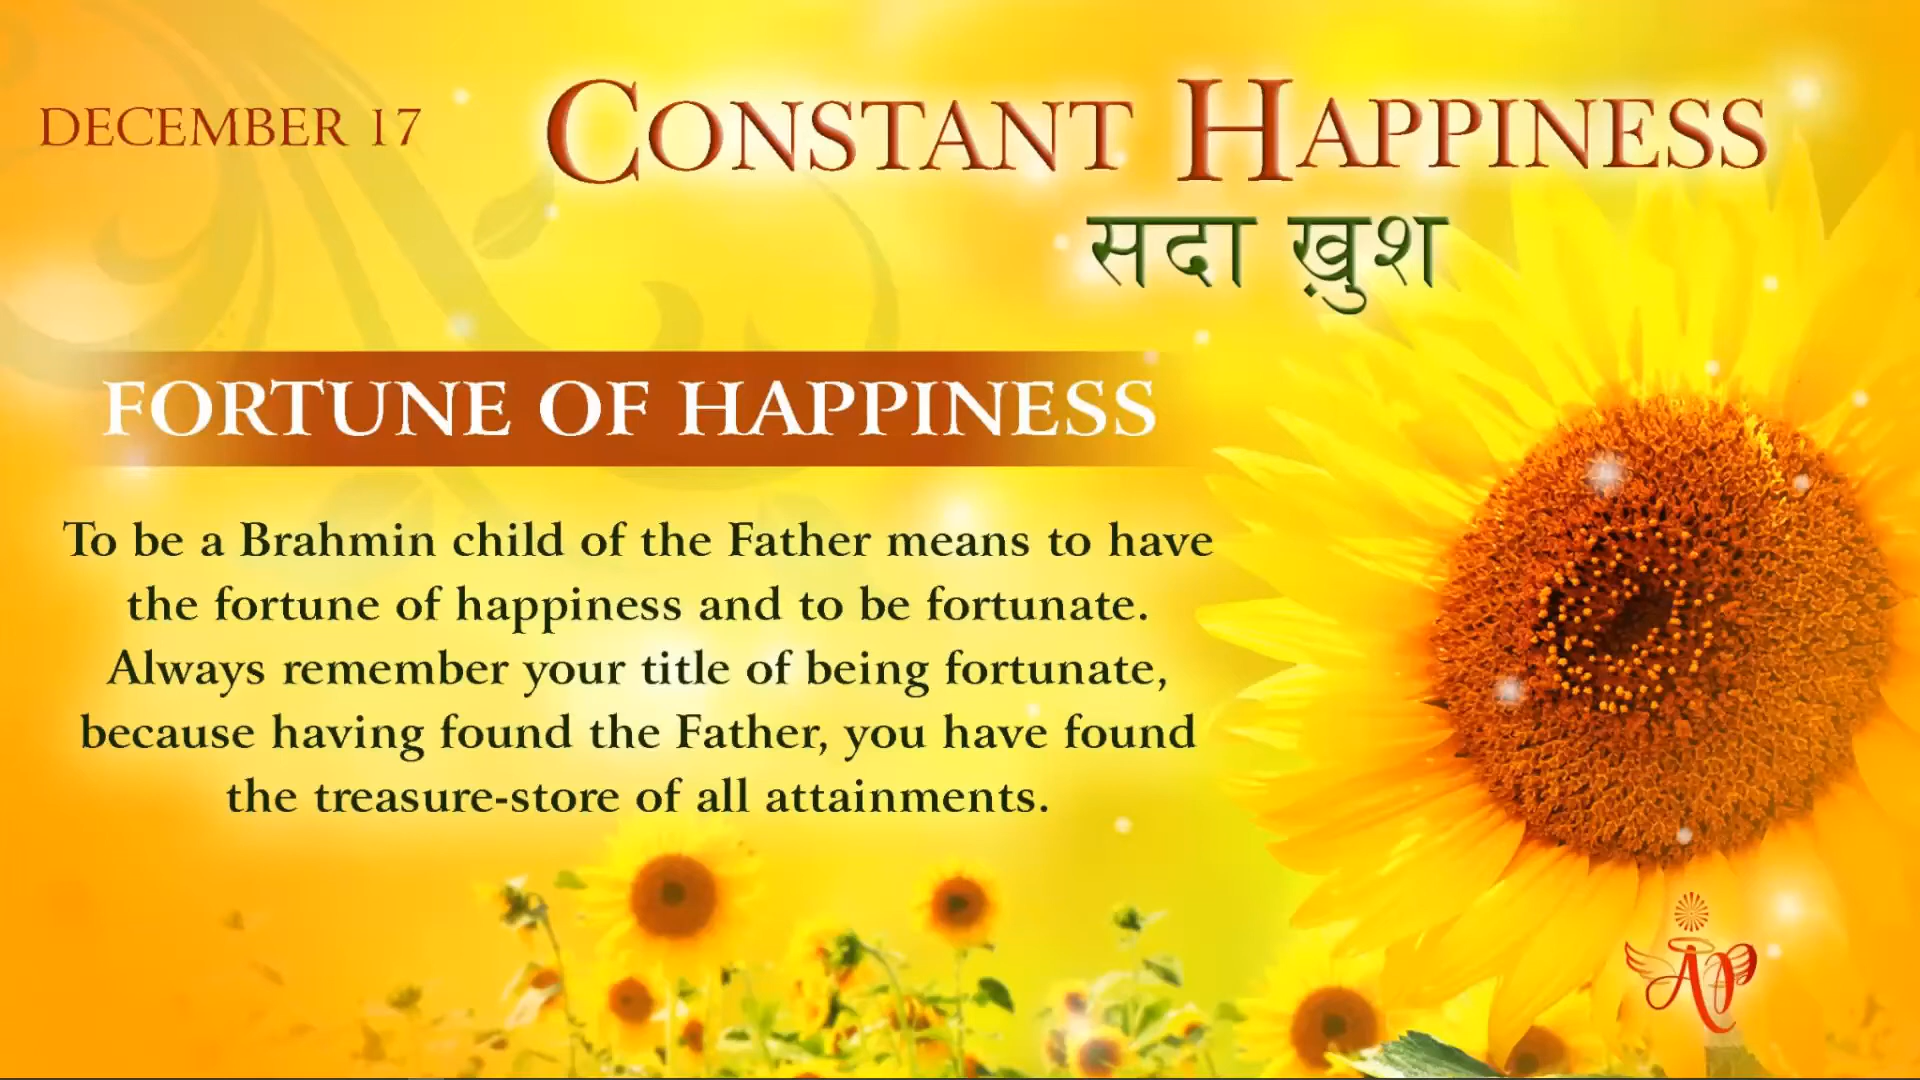 DECEMBER 17
CONSTANT HAPPINESS
सदा ख़ुश
FORTUNE OF HAPPINESS
To be a Brahmin child of the Father means to have
the fortune of happiness and to be fortunate.
Always remember your title of being fortunate,
because having found the Father, you have found
the treasure-store of all attainments.
AP